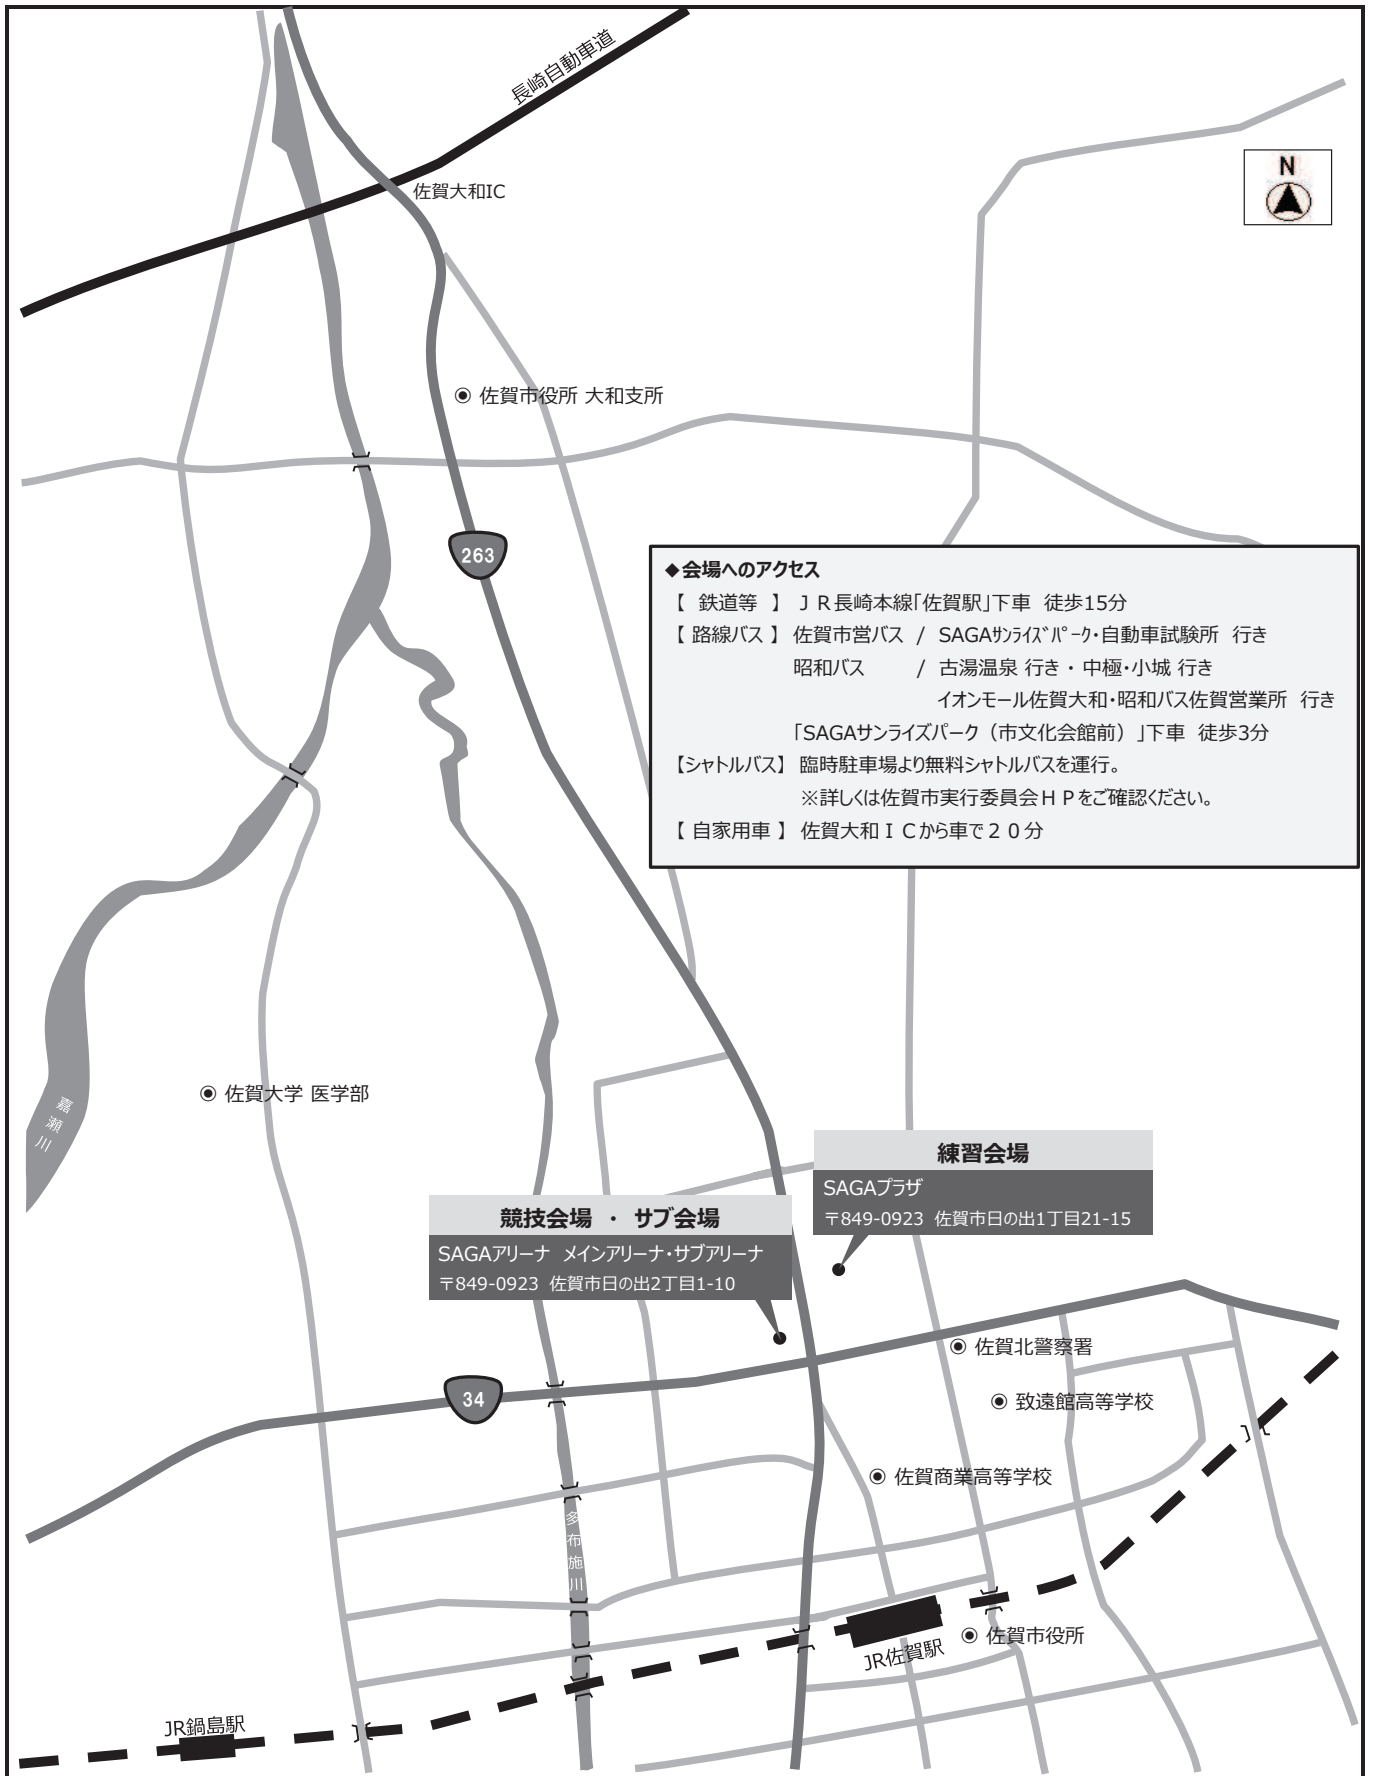 長崎自動車道
N
佐賀大和IC
佐賀市役所 大和支所
263
◆会場へのアクセス
【 鉄道等 】 ＪＲ長崎本線「佐賀駅」下車 徒歩15分
【 路線バス 】 佐賀市営バス / SAGAｻﾝﾗｲｽﾞﾊﾟｰｸ・自動車試験所 行き
昭和バス / 古湯温泉 行き ・ 中極・小城 行き
イオンモール佐賀大和・昭和バス佐賀営業所 行き
「SAGAサンライズパーク（市文化会館前）」下車 徒歩3分
【シャトルバス】 臨時駐車場より無料シャトルバスを運行。
※詳しくは佐賀市実行委員会ＨＰをご確認ください。
【 自家用車 】 佐賀大和ＩＣから車で２０分
佐賀大学 医学部
嘉瀬川
練習会場
SAGAプラザ
〒849-0923 佐賀市日の出1丁目21-15
競技会場 ・ サブ会場
SAGAアリーナ メインアリーナ・サブアリーナ
〒849-0923 佐賀市日の出2丁目1-10
佐賀北警察署
34
致遠館高等学校
佐賀商業高等学校
多布施川
JR佐賀駅
佐賀市役所
JR鍋島駅